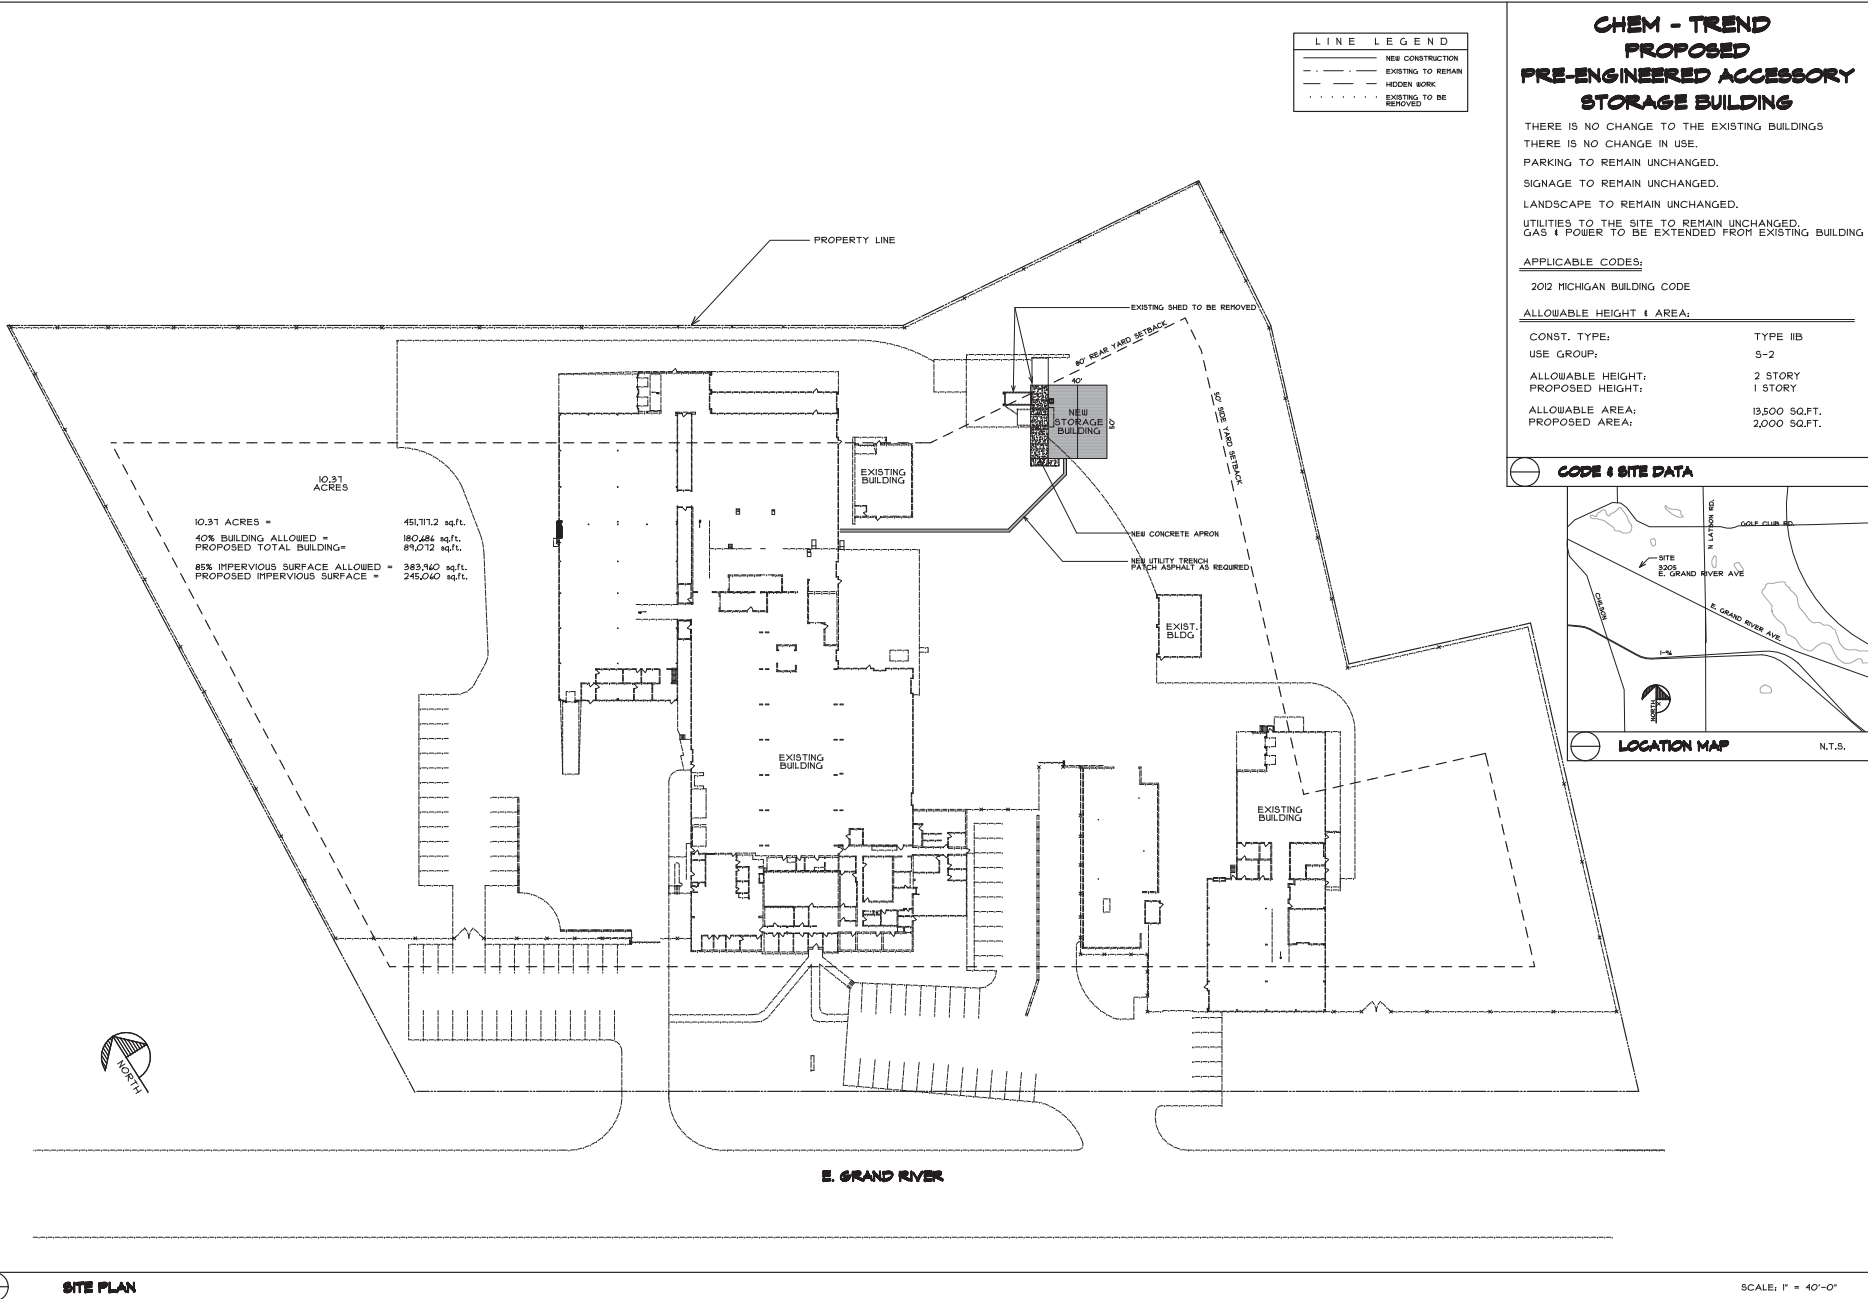 LINE LEGEND
NEW CONSTRUCTION
EXISTING TO REMAIN
HIDDEN WORK
EXISTING TO BE
REMOVED
CHEM - TREND
PROPOSED
PRE-ENGINEERED ACCESSORY
STORAGE BUILDING
THERE IS NO CHANGE TO THE EXISTING BUILDINGS
THERE IS NO CHANGE IN USE.
PARKING TO REMAIN UNCHANGED.
SIGNAGE TO REMAIN UNCHANGED.
LANDSCAPE TO REMAIN UNCHANGED.
UTILITIES TO THE SITE TO REMAIN UNCHANGED.
GAS & POWER TO BE EXTENDED FROM EXISTING BUILDING
APPLICABLE CODES:
2012 MICHIGAN BUILDING CODE
ALLOWABLE HEIGHT & AREA:
CONST. TYPE: TYPE IIB
USE GROUP: S-2
ALLOWABLE HEIGHT: 2 STORY
PROPOSED HEIGHT: 1 STORY
ALLOWABLE AREA: 13,500 SQ.FT.
PROPOSED AREA: 2,000 SQ.FT.
CODE & SITE DATA
GOLF CLUB RD.
N LATSON RD.
SITE
3205
E. GRAND RIVER AVE
CHILSON
E. GRAND RIVER AVE.
I-96
NORTH
LOCATION MAP N.T.S.
PROPERTY LINE
EXISTING SHED TO BE REMOVED
80' REAR YARD SETBACK
50' SIDE YARD SETBACK
40'
50'
NEW
STORAGE
BUILDING
EXISTING
BUILDING
NEW CONCRETE APRON
NEW UTILITY TRENCH
PATCH ASPHALT AS REQUIRED
10.37
ACRES
10.37 ACRES = 451,717.2 sq.ft.
40% BUILDING ALLOWED = 180,686 sq.ft.
PROPOSED TOTAL BUILDING= 89,072 sq.ft.
85% IMPERVIOUS SURFACE ALLOWED = 383,960 sq.ft.
PROPOSED IMPERVIOUS SURFACE = 245,060 sq.ft.
EXIST.
BLDG
EXISTING
BUILDING
EXISTING
BUILDING
NORTH
E. GRAND RIVER
SITE PLAN
SCALE: 1" = 40'-0"